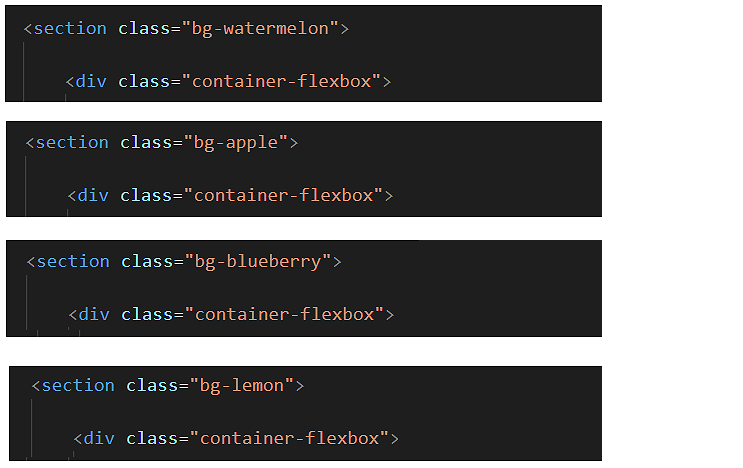 <section class="bg-watermelon">
<div class="container-flexbox">
<section class="bg-apple">
<div class="container-flexbox">
<section class="bg-blueberry">
<div class="container-flexbox">
<section class="bg-lemon">
<div class="container-flexbox">